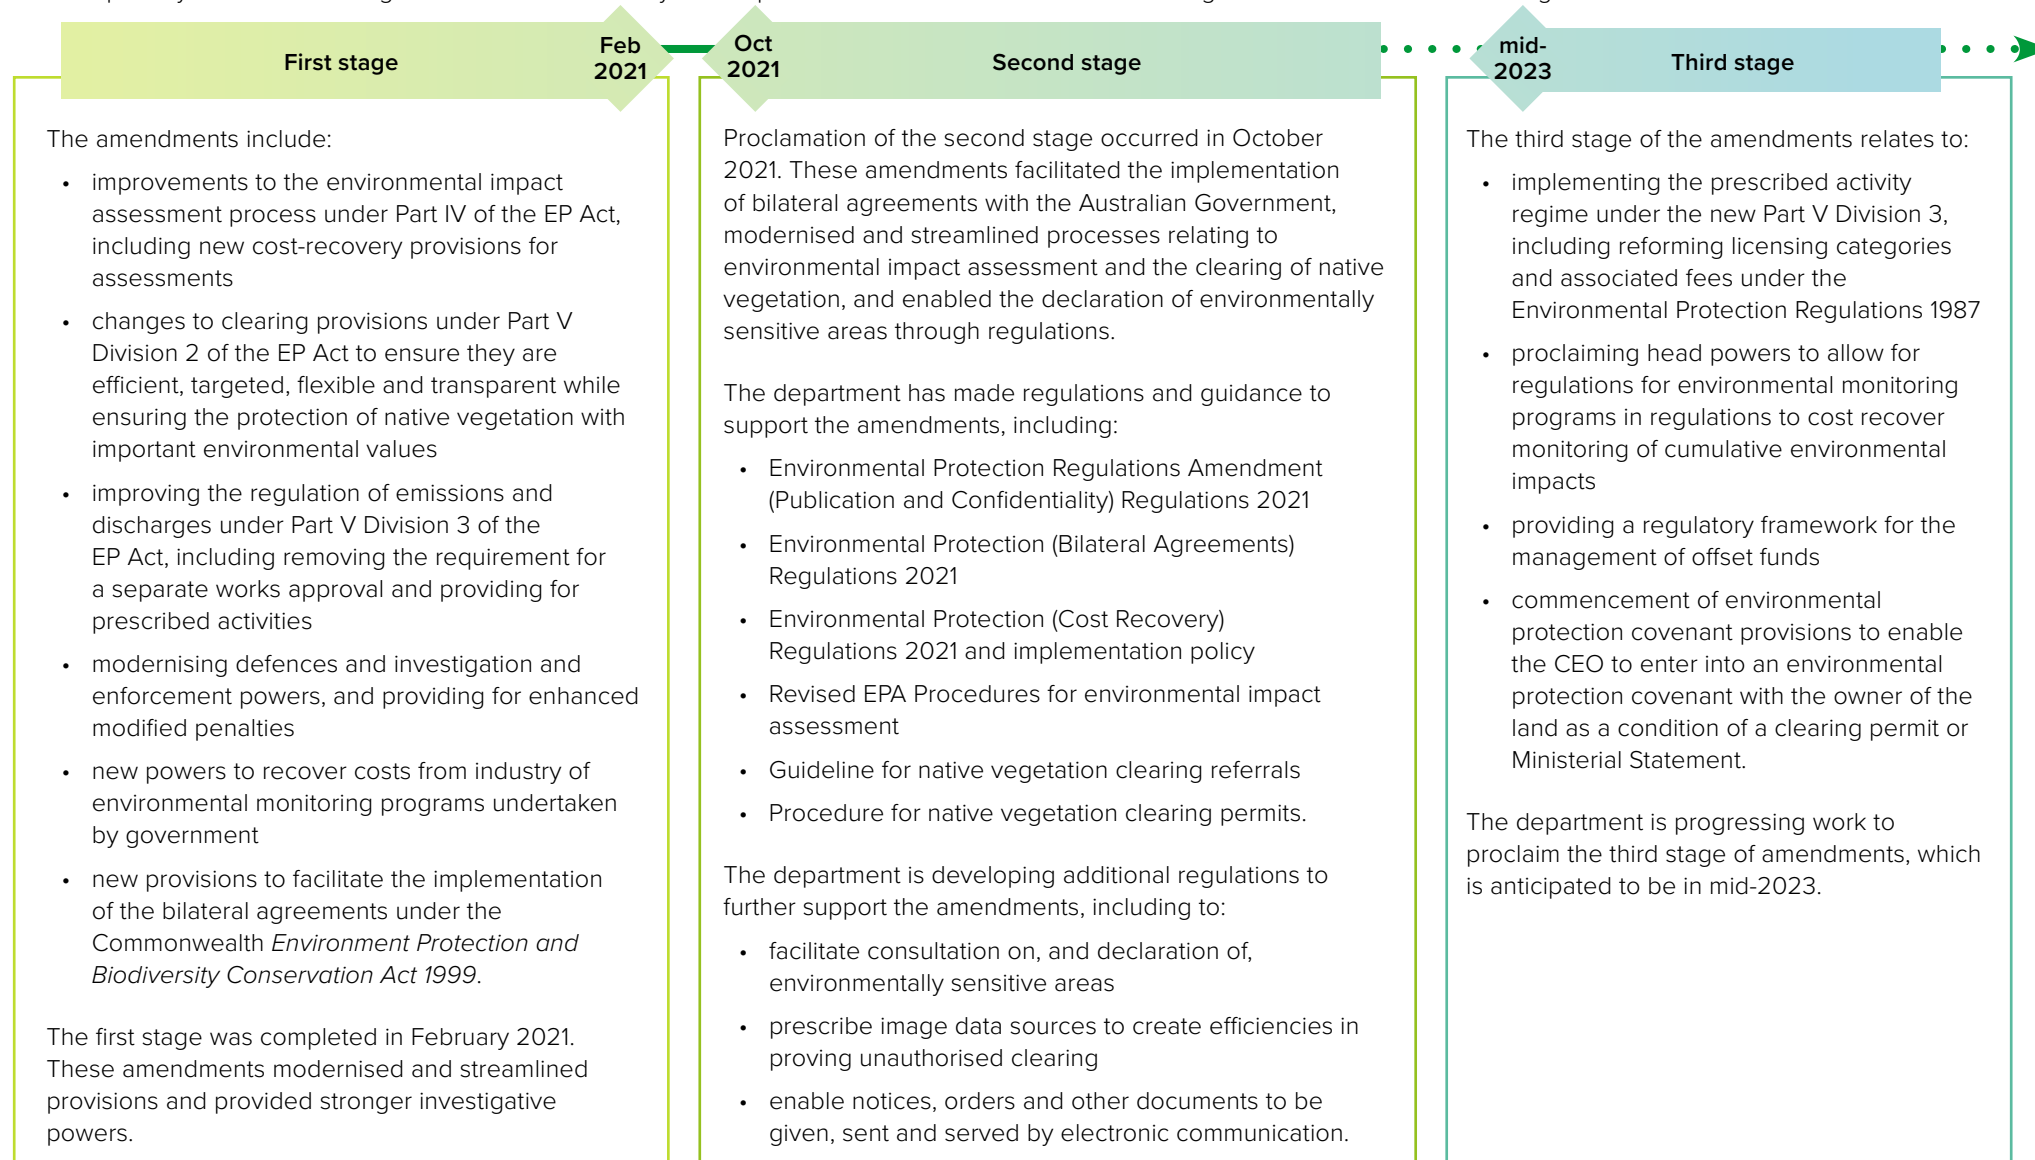 First stage
Feb
2021
The amendments include:
• improvements to the environmental impact
assessment process under Part IV of the EP Act,
including new cost-recovery provisions for
assessments
• changes to clearing provisions under Part V
Division 2 of the EP Act to ensure they are
efficient, targeted, flexible and transparent while
ensuring the protection of native vegetation with
important environmental values
• improving the regulation of emissions and
discharges under Part V Division 3 of the
EP Act, including removing the requirement for
a separate works approval and providing for
prescribed activities
• modernising defences and investigation and
enforcement powers, and providing for enhanced
modified penalties
• new powers to recover costs from industry of
environmental monitoring programs undertaken
by government
• new provisions to facilitate the implementation
of the bilateral agreements under the
Commonwealth Environment Protection and
Biodiversity Conservation Act 1999.
The first stage was completed in February 2021.
These amendments modernised and streamlined
provisions and provided stronger investigative
powers.
Oct
2021
Second stage
Proclamation of the second stage occurred in October
2021. These amendments facilitated the implementation
of bilateral agreements with the Australian Government,
modernised and streamlined processes relating to
environmental impact assessment and the clearing of native
vegetation, and enabled the declaration of environmentally
sensitive areas through regulations.
The department has made regulations and guidance to
support the amendments, including:
• Environmental Protection Regulations Amendment
(Publication and Confidentiality) Regulations 2021
• Environmental Protection (Bilateral Agreements)
Regulations 2021
• Environmental Protection (Cost Recovery)
Regulations 2021 and implementation policy
• Revised EPA Procedures for environmental impact
assessment
• Guideline for native vegetation clearing referrals
• Procedure for native vegetation clearing permits.
The department is developing additional regulations to
further support the amendments, including to:
• facilitate consultation on, and declaration of,
environmentally sensitive areas
• prescribe image data sources to create efficiencies in
proving unauthorised clearing
• enable notices, orders and other documents to be
given, sent and served by electronic communication.
mid-
2023
Third stage
The third stage of the amendments relates to:
• implementing the prescribed activity
regime under the new Part V Division 3,
including reforming licensing categories
and associated fees under the
Environmental Protection Regulations 1987
• proclaiming head powers to allow for
regulations for environmental monitoring
programs in regulations to cost recover
monitoring of cumulative environmental
impacts
• providing a regulatory framework for the
management of offset funds
• commencement of environmental
protection covenant provisions to enable
the CEO to enter into an environmental
protection covenant with the owner of the
land as a condition of a clearing permit or
Ministerial Statement.
The department is progressing work to
proclaim the third stage of amendments, which
is anticipated to be in mid-2023.